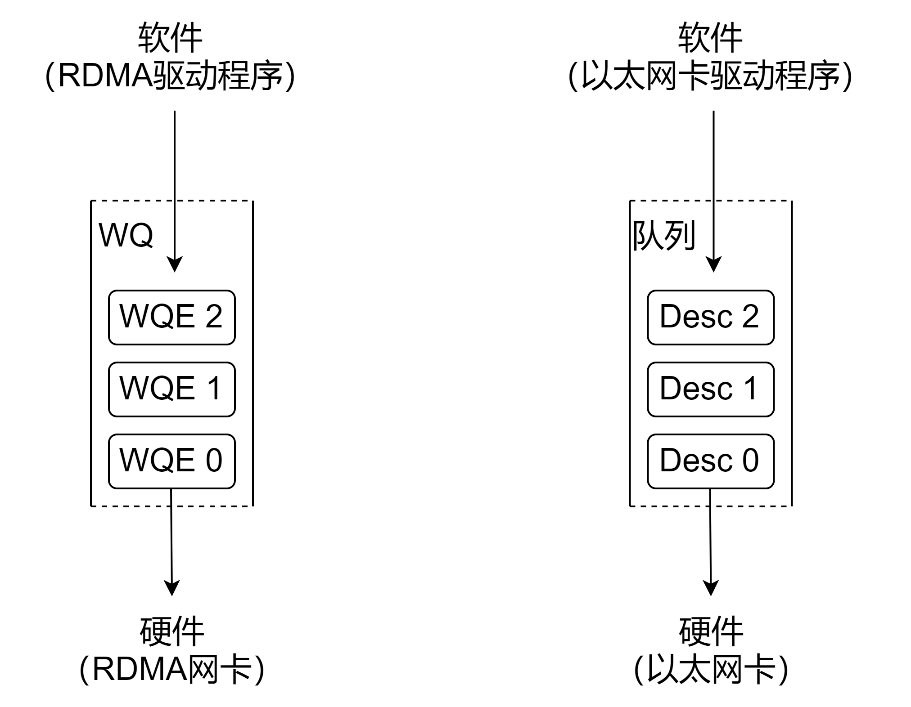 软件
（RDMA驱动程序）
WQ
WQE 2
WQE 1
WQE 0
硬件
（RDMA网卡）
软件
（以太网卡驱动程序）
队列
Desc 2
Desc 1
Desc 0
硬件
（以太网卡）